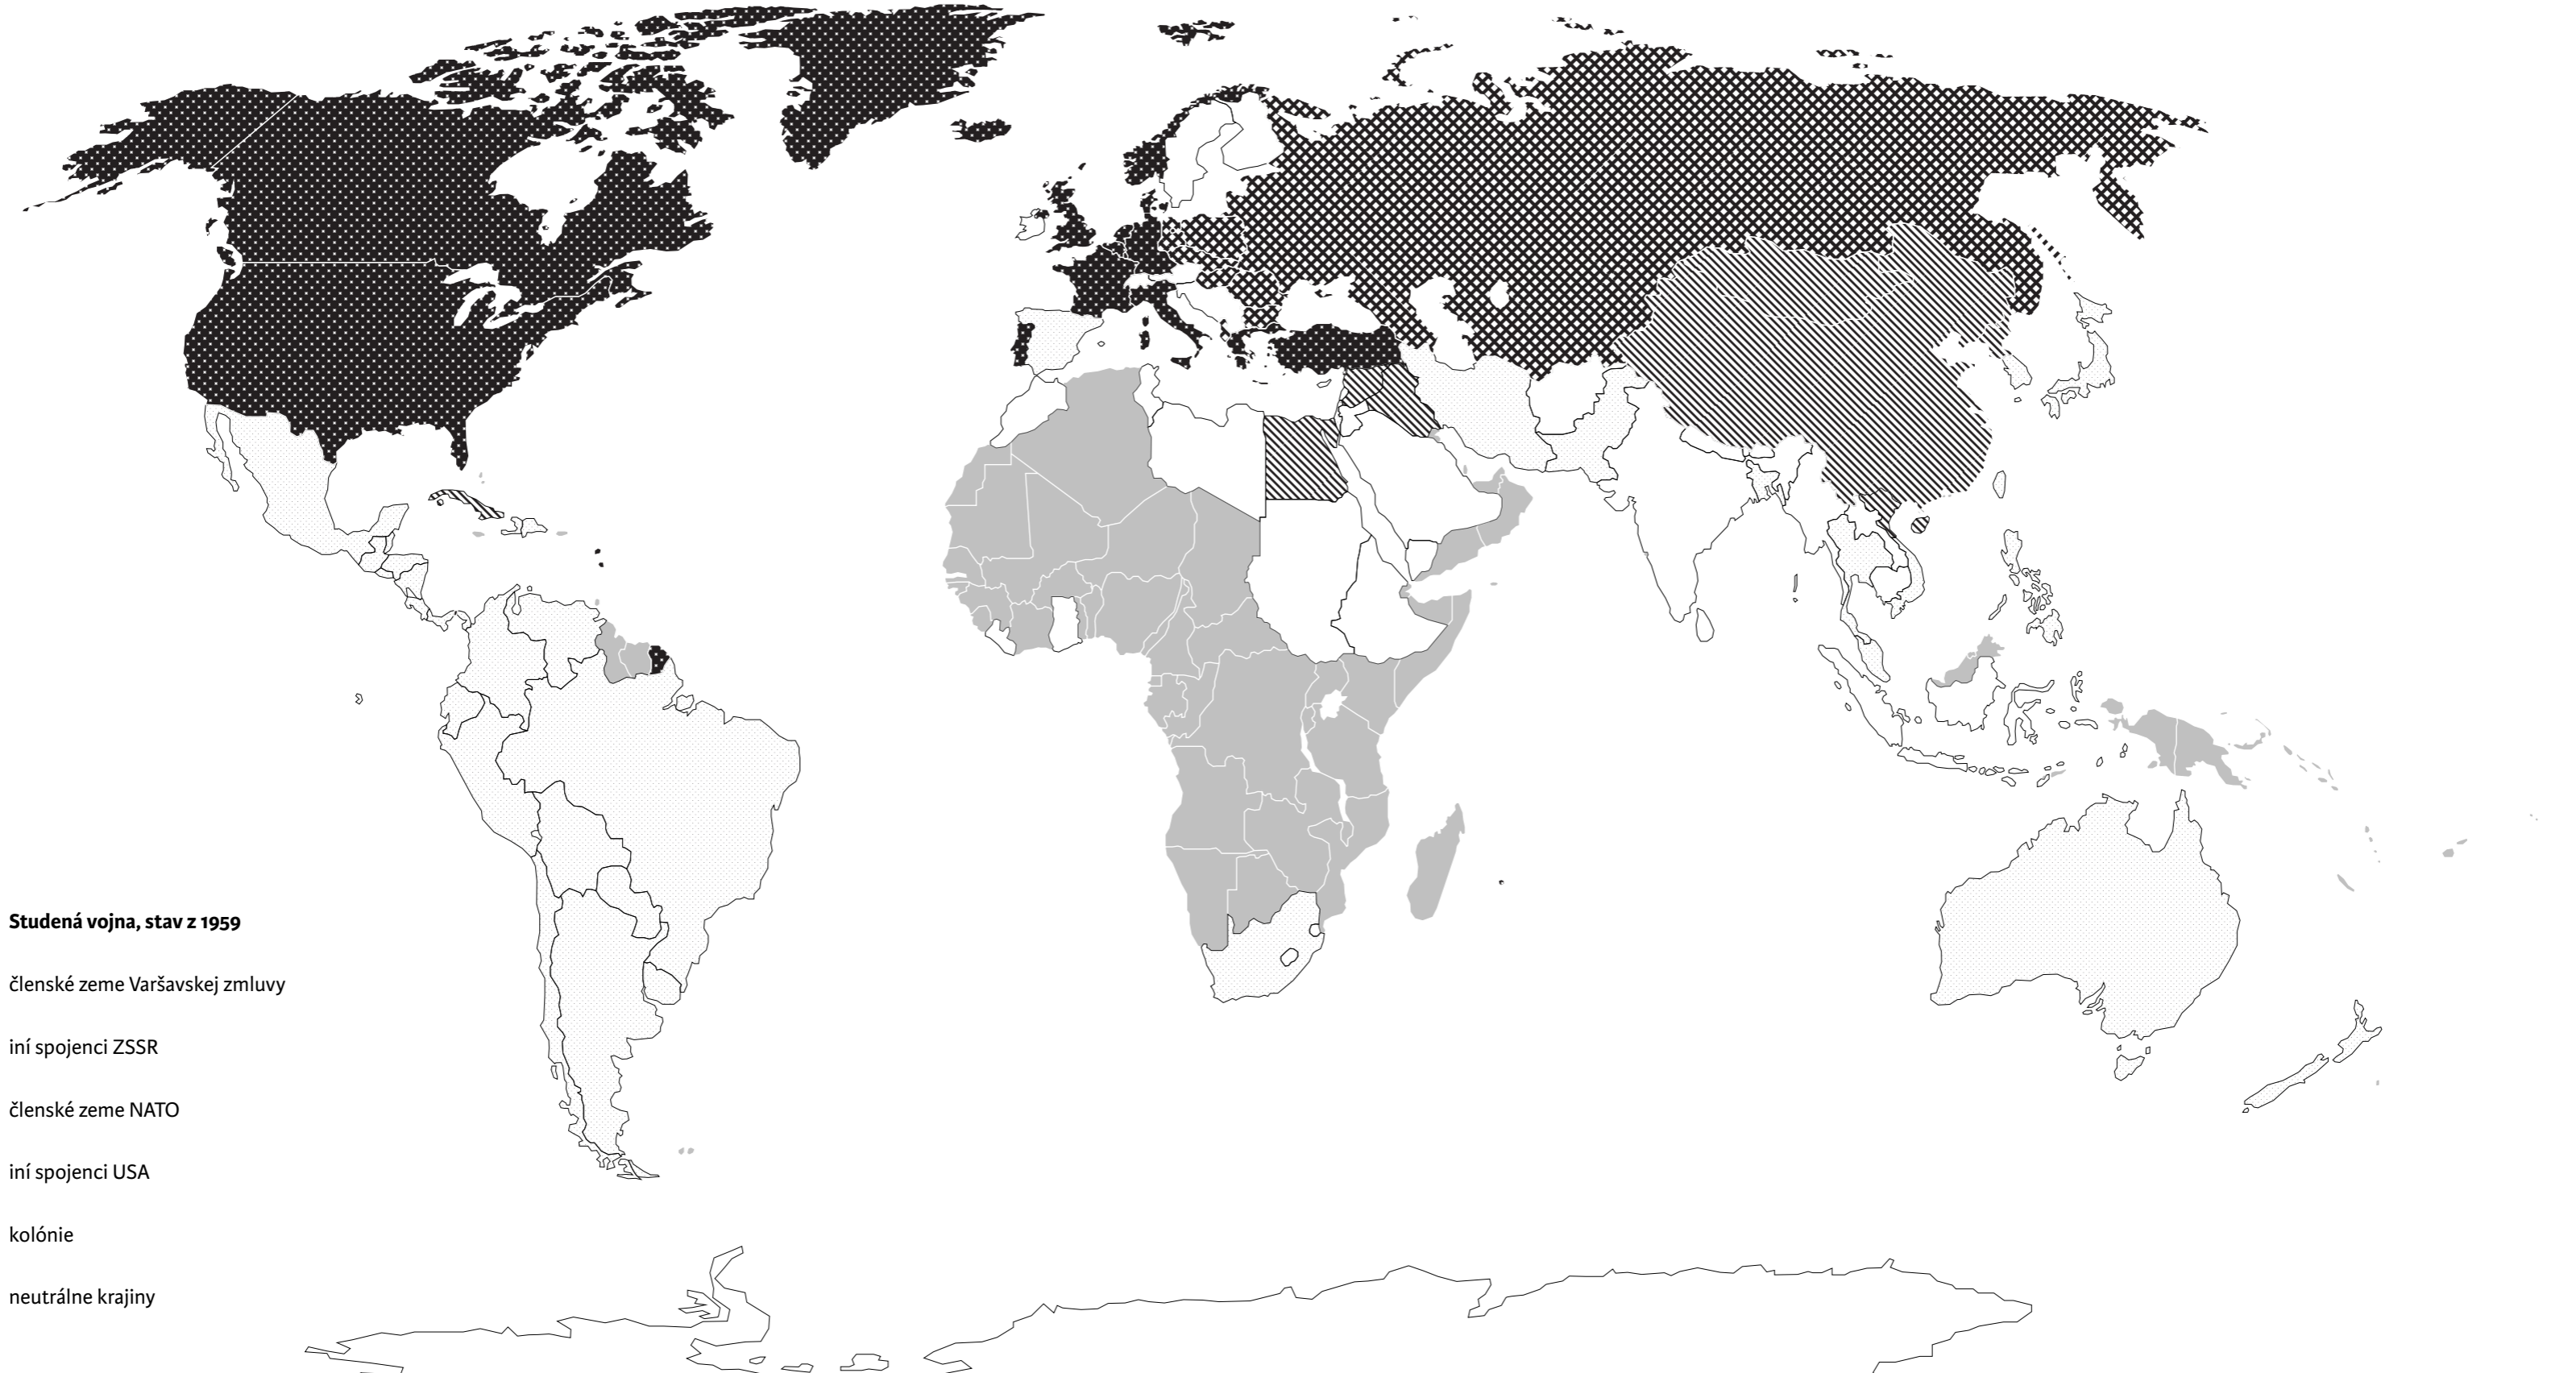 Studená vojna, stav z 1959
členské zeme Varšavskej zmluvy
iní spojenci ZSSR
členské zeme NATO
iní spojenci USA
kolónie
neutrálne krajiny